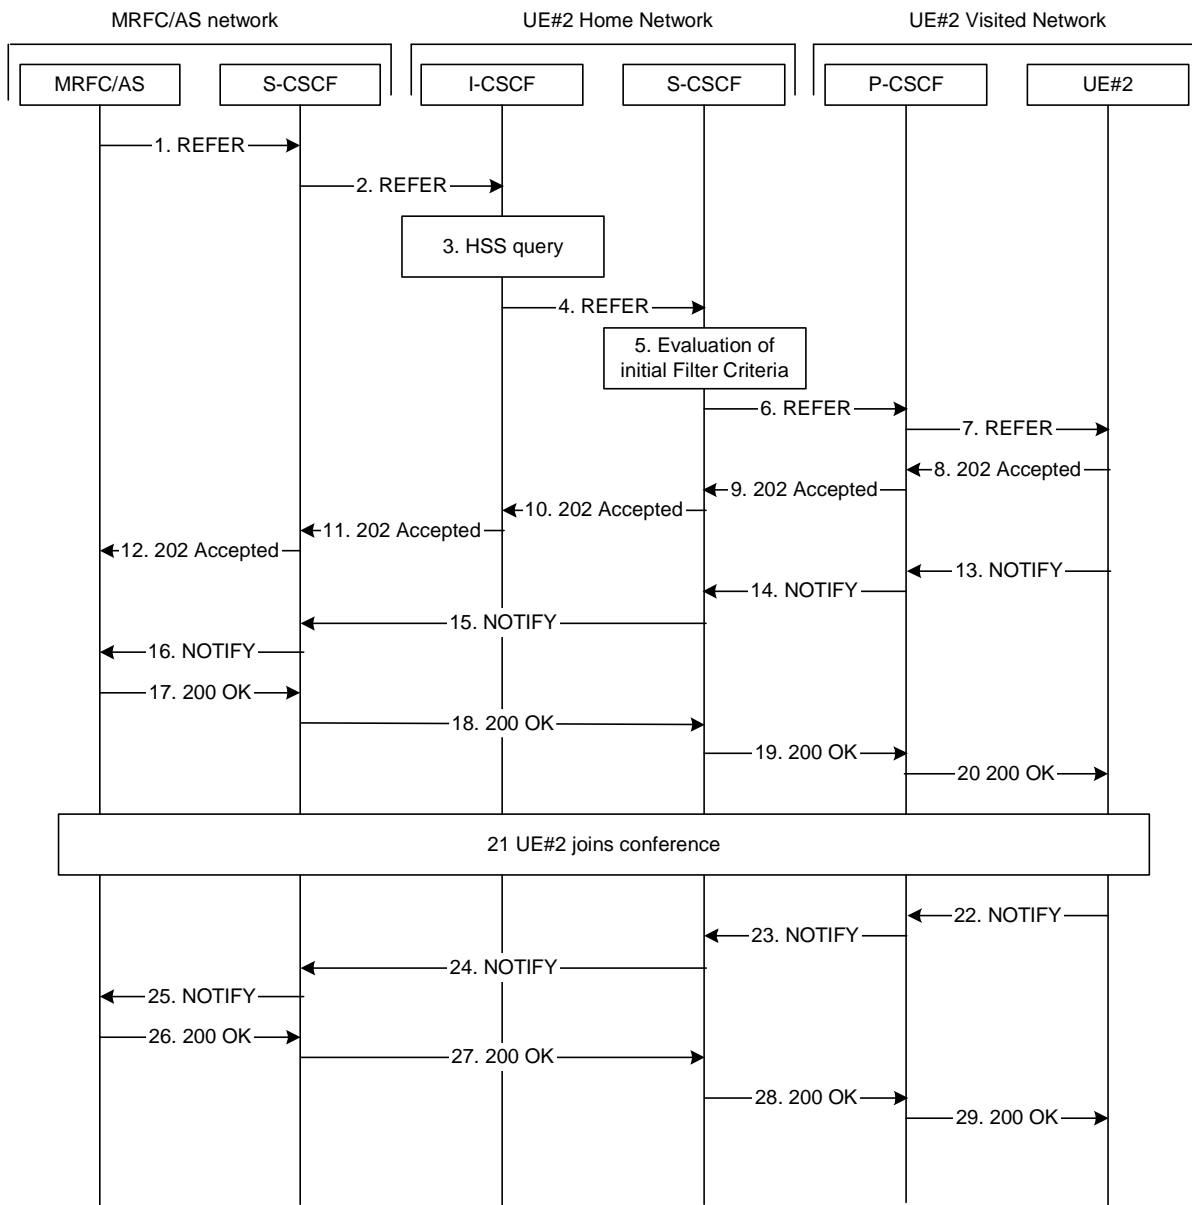 MRFC/AS network
UE#2 Home Network
UE#2 Visited Network
MRFC/AS
S-CSCF
I-CSCF
S-CSCF
P-CSCF
UE#2
1. REFER
2. REFER
3. HSS query
4. REFER
5. Evaluation of
initial Filter Criteria
6. REFER
7. REFER
8. 202 Accepted
9. 202 Accepted
10. 202 Accepted
11. 202 Accepted
12. 202 Accepted
13. NOTIFY
14. NOTIFY
15. NOTIFY
16. NOTIFY
17. 200 OK
18. 200 OK
19. 200 OK
20 200 OK
21 UE#2 joins conference
22. NOTIFY
23. NOTIFY
24. NOTIFY
25. NOTIFY
26. 200 OK
27. 200 OK
28. 200 OK
29. 200 OK